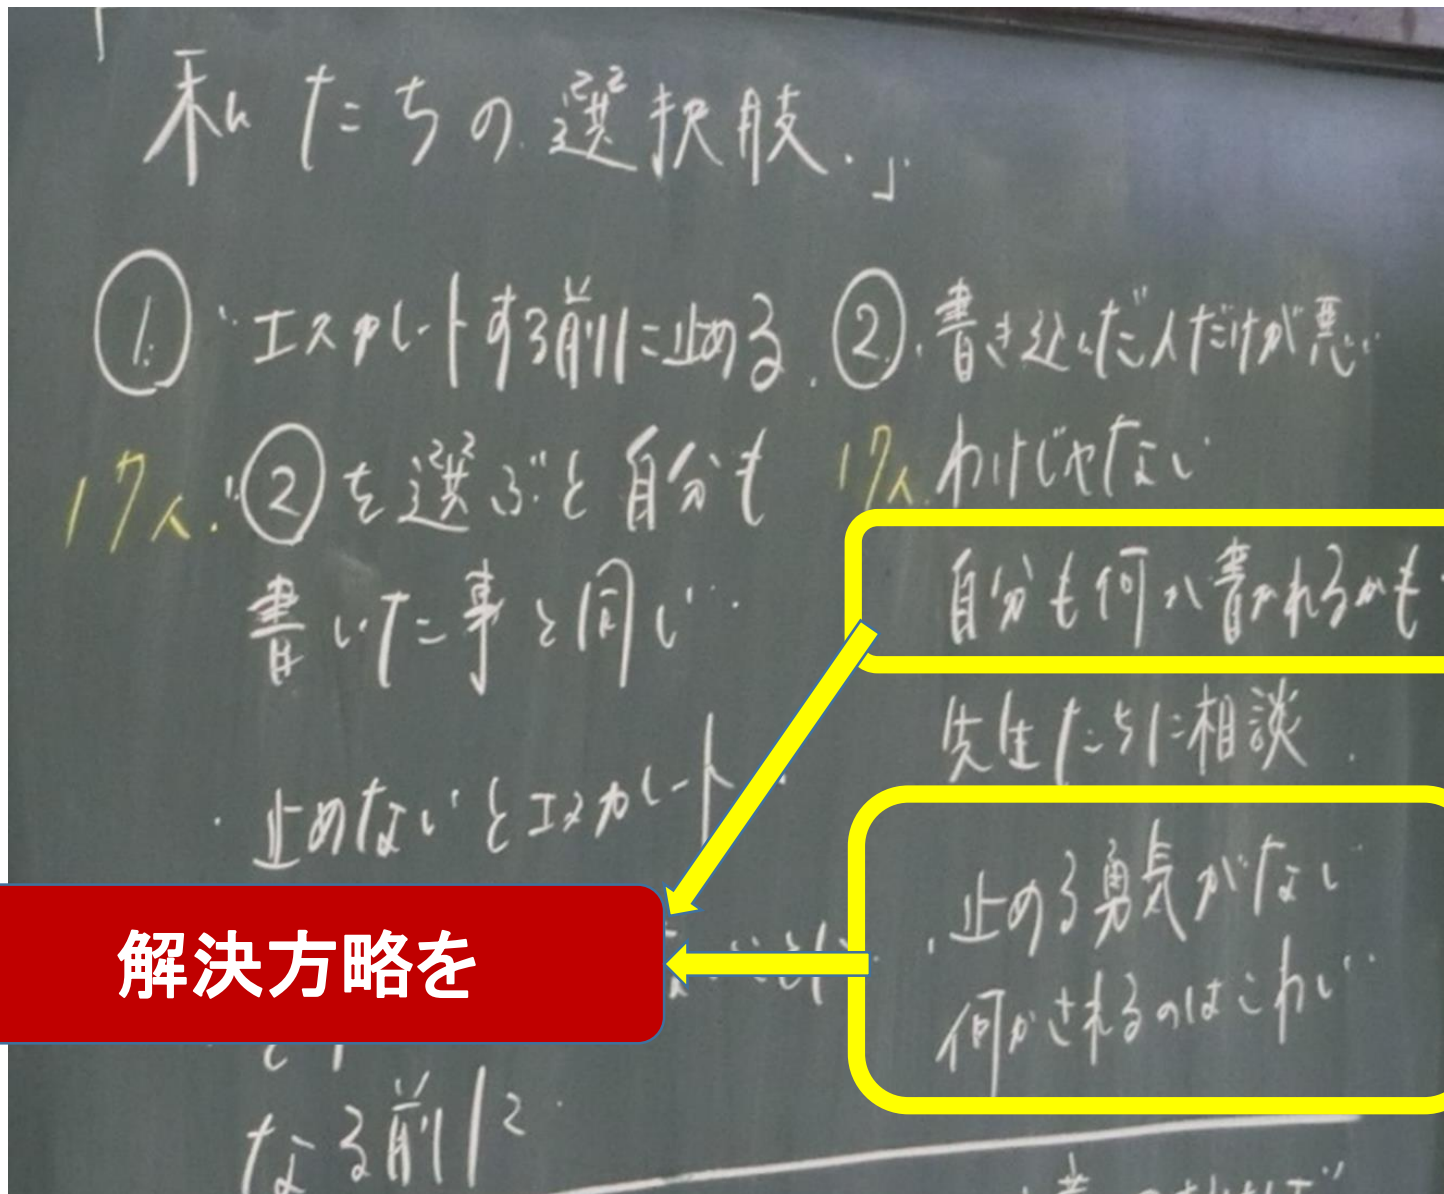 「私たちの選択肢.」
①
・エスカレートする前に止める.
17人.
・②を選ぶと自分も
書いた事と同じ.
・止めないとエスカレート
なる前に.
②
・書き込んだ人だけが悪い
わけじゃない
17人.
自分も何か書かれるかも
先生たちに相談.
・止める勇気がない
何かされるのはこわい
解決方略を